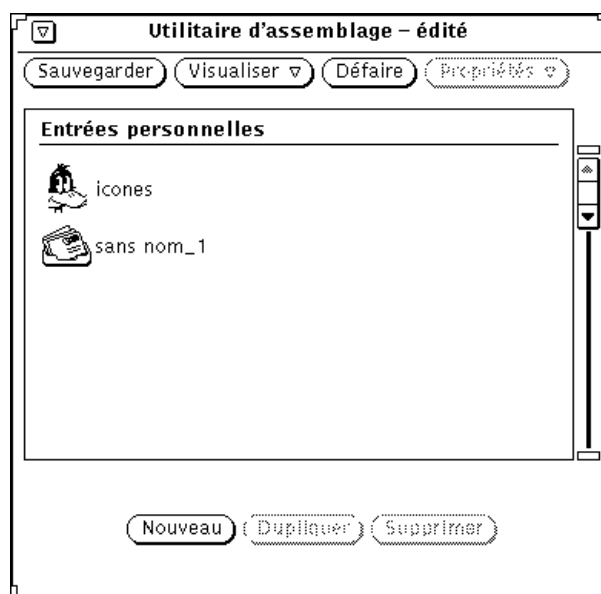 Utilitaire d'assemblage – édité
Sauvegarder Visualiser Défaire Propriétés
Entrées personnelles
icones
sans nom_1
Nouveau Dupliquer Supprimer